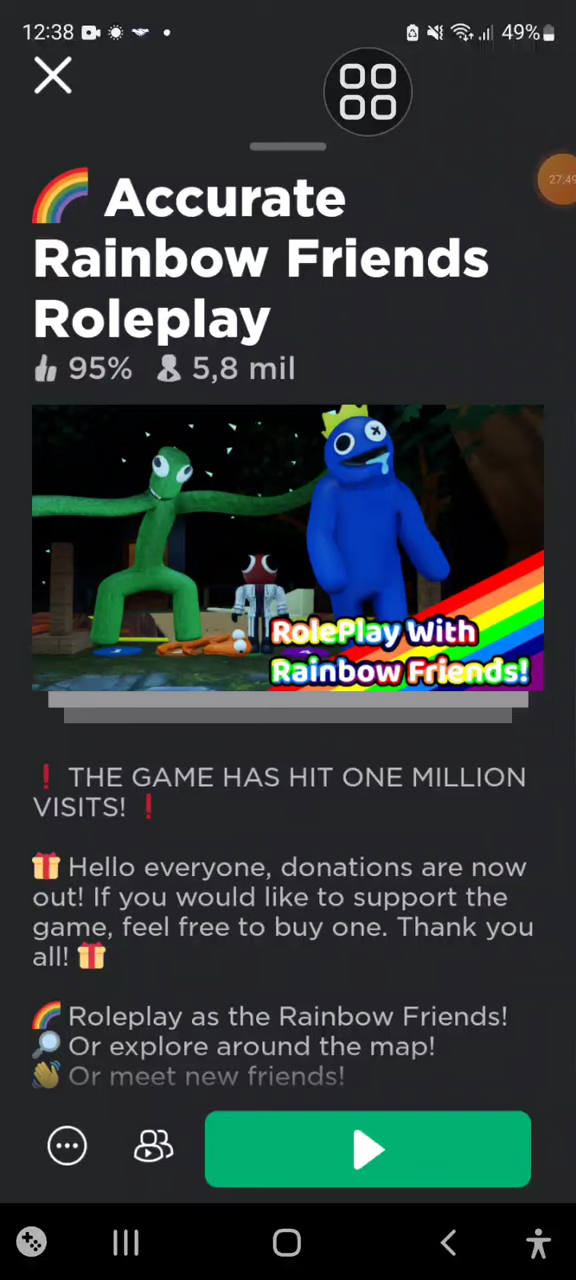 12:38
49%
27:49
Accurate
Rainbow Friends
Roleplay
95% 5,8 mil
RolePlay With
Rainbow Friends!
❗ THE GAME HAS HIT ONE MILLION
VISITS! ❗
🎁 Hello everyone, donations are now
out! If you would like to support the
game, feel free to buy one. Thank you
all! 🎁
🌈 Roleplay as the Rainbow Friends!
🔎 Or explore around the map!
👋 Or meet new friends!